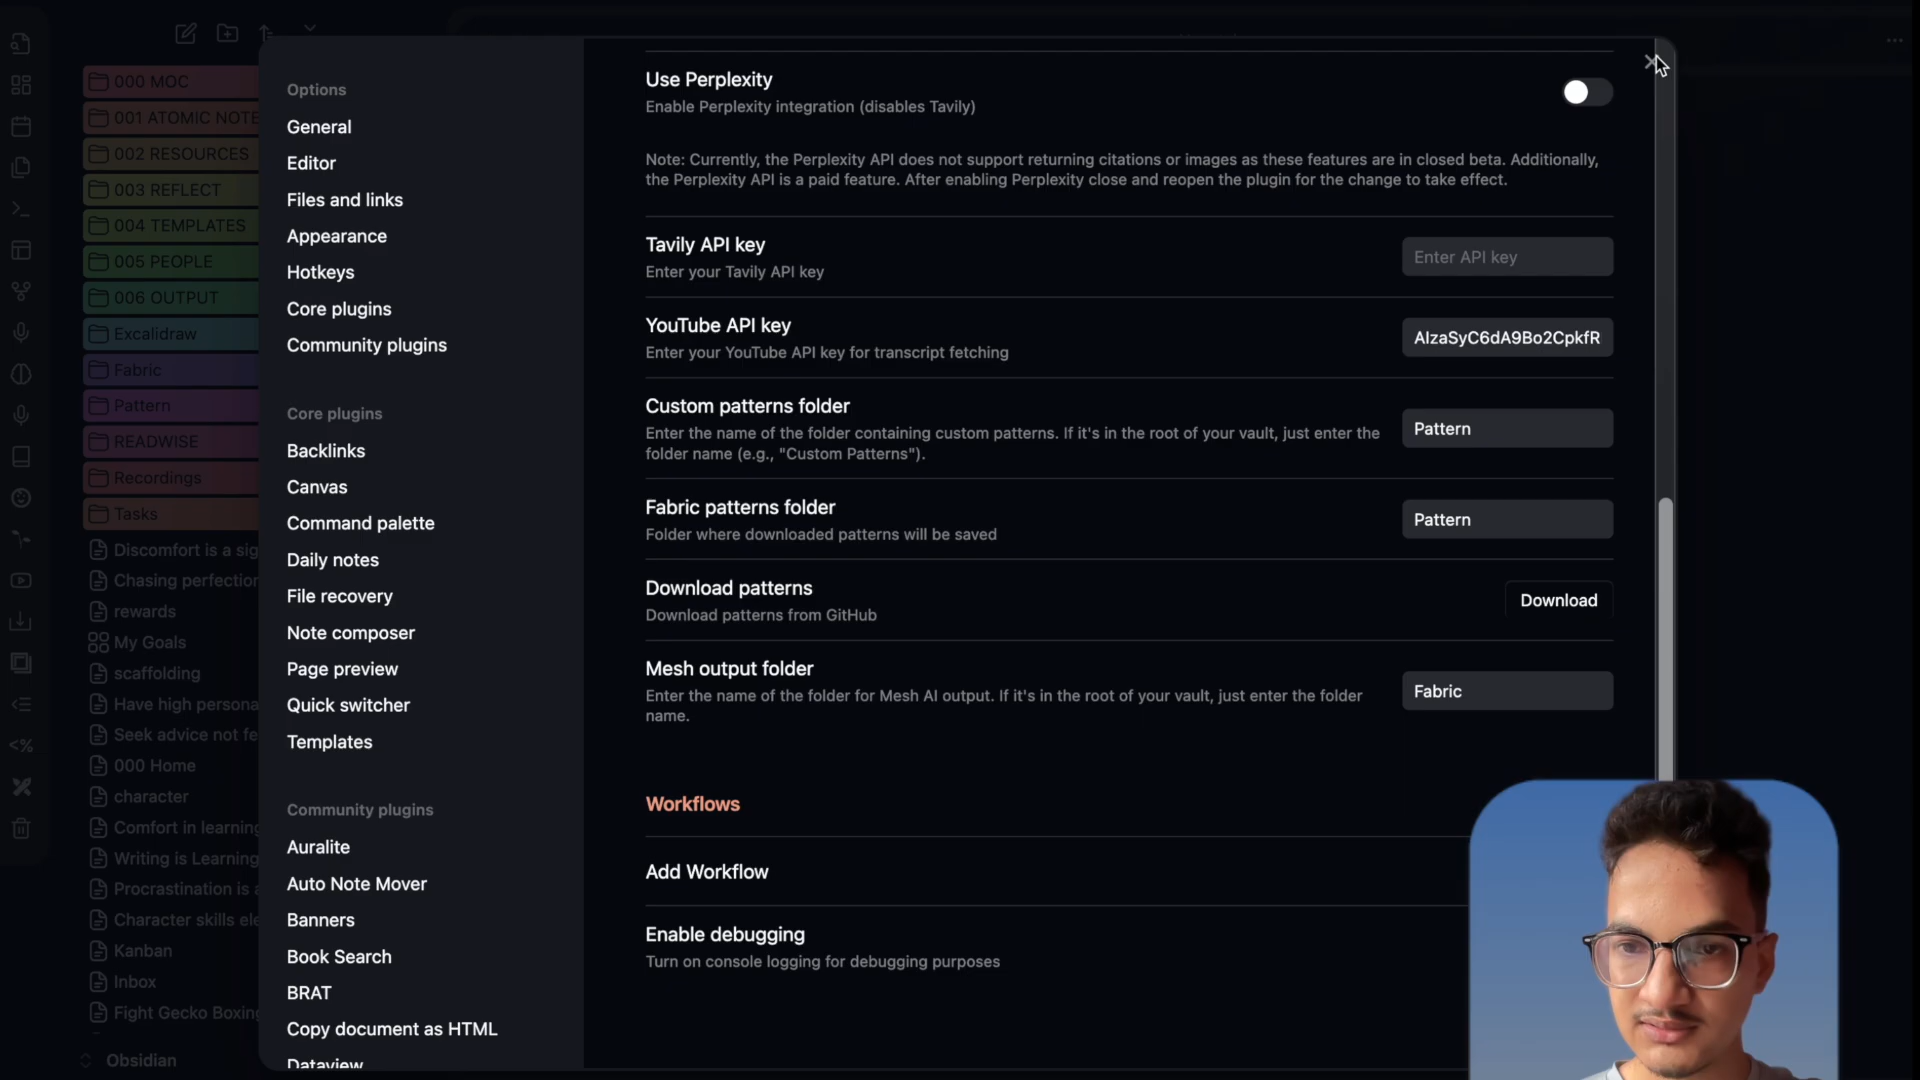 000 MOC
001 ATOMIC NOTE
002 RESOURCES
003 REFLECT
004 TEMPLATES
005 PEOPLE
006 OUTPUT
Excalidraw
Fabric
Pattern
READWISE
Recordings
Tasks
Discomfort is a sig
Chasing perfection
rewards
My Goals
scaffolding
Have high persona
Seek advice not fe
000 Home
character
Comfort in learning
Writing is Learning
Procrastination is a
Character skills ele
Kanban
Inbox
Fight Gecko Boxing
Obsidian
Options
General
Editor
Files and links
Appearance
Hotkeys
Core plugins
Community plugins
Core plugins
Backlinks
Canvas
Command palette
Daily notes
File recovery
Note composer
Page preview
Quick switcher
Templates
Community plugins
Auralite
Auto Note Mover
Banners
Book Search
BRAT
Copy document as HTML
Dataview
Use Perplexity
Enable Perplexity integration (disables Tavily)
Note: Currently, the Perplexity API does not support returning citations or images as these features are in closed beta. Additionally,
the Perplexity API is a paid feature. After enabling Perplexity close and reopen the plugin for the change to take effect.
Tavily API key
Enter your Tavily API key
Enter API key
YouTube API key
Enter your YouTube API key for transcript fetching
AIzaSyC6dA9Bo2CpkfR
Custom patterns folder
Enter the name of the folder containing custom patterns. If it's in the root of your vault, just enter the
folder name (e.g., "Custom Patterns").
Pattern
Fabric patterns folder
Folder where downloaded patterns will be saved
Pattern
Download patterns
Download patterns from GitHub
Download
Mesh output folder
Enter the name of the folder for Mesh AI output. If it's in the root of your vault, just enter the folder
name.
Fabric
Workflows
Add Workflow
Enable debugging
Turn on console logging for debugging purposes